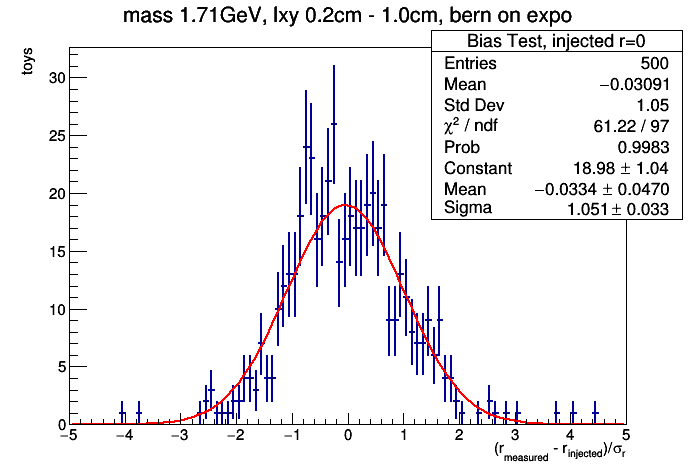 mass 1.71GeV, lxy 0.2cm - 1.0cm, bern on expo
toys
Bias Test, injected r=0
Entries 500
Mean −0.03091
Std Dev 1.05
χ² / ndf 61.22 / 97
Prob 0.9983
Constant 18.98 ± 1.04
Mean −0.0334 ± 0.0470
Sigma 1.051 ± 0.033
30
25
20
15
10
5
0
−5 −4 −3 −2 −1 0 1 2 3 4 5
(r_measured - r_injected)/σ_r